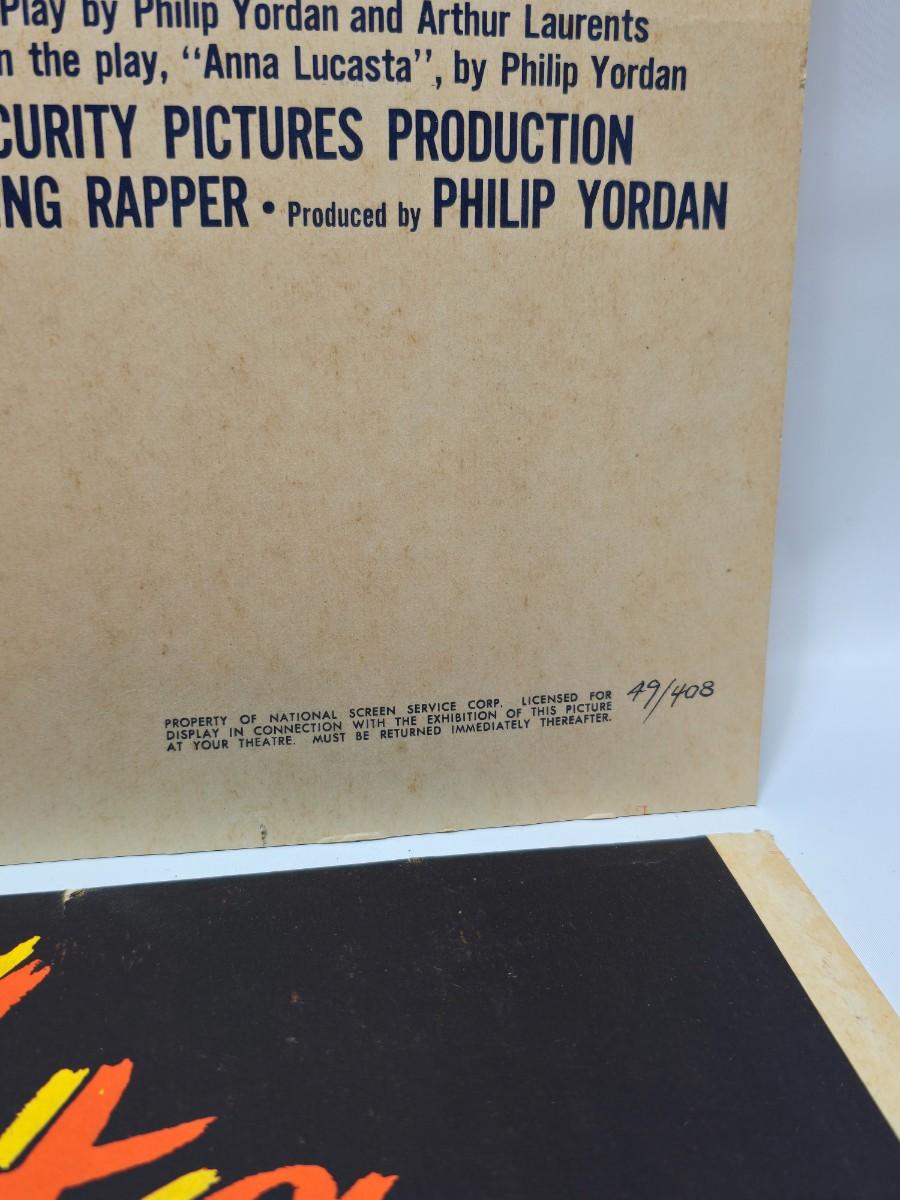 Play by Philip Yordan and Arthur Laurents
n the play, "Anna Lucasta", by Philip Yordan
CURITY PICTURES PRODUCTION
ING RAPPER • Produced by PHILIP YORDAN
PROPERTY OF NATIONAL SCREEN SERVICE CORP. LICENSED FOR 49/408
DISPLAY IN CONNECTION WITH THE EXHIBITION OF THIS PICTURE
AT YOUR THEATRE. MUST BE RETURNED IMMEDIATELY THEREAFTER.